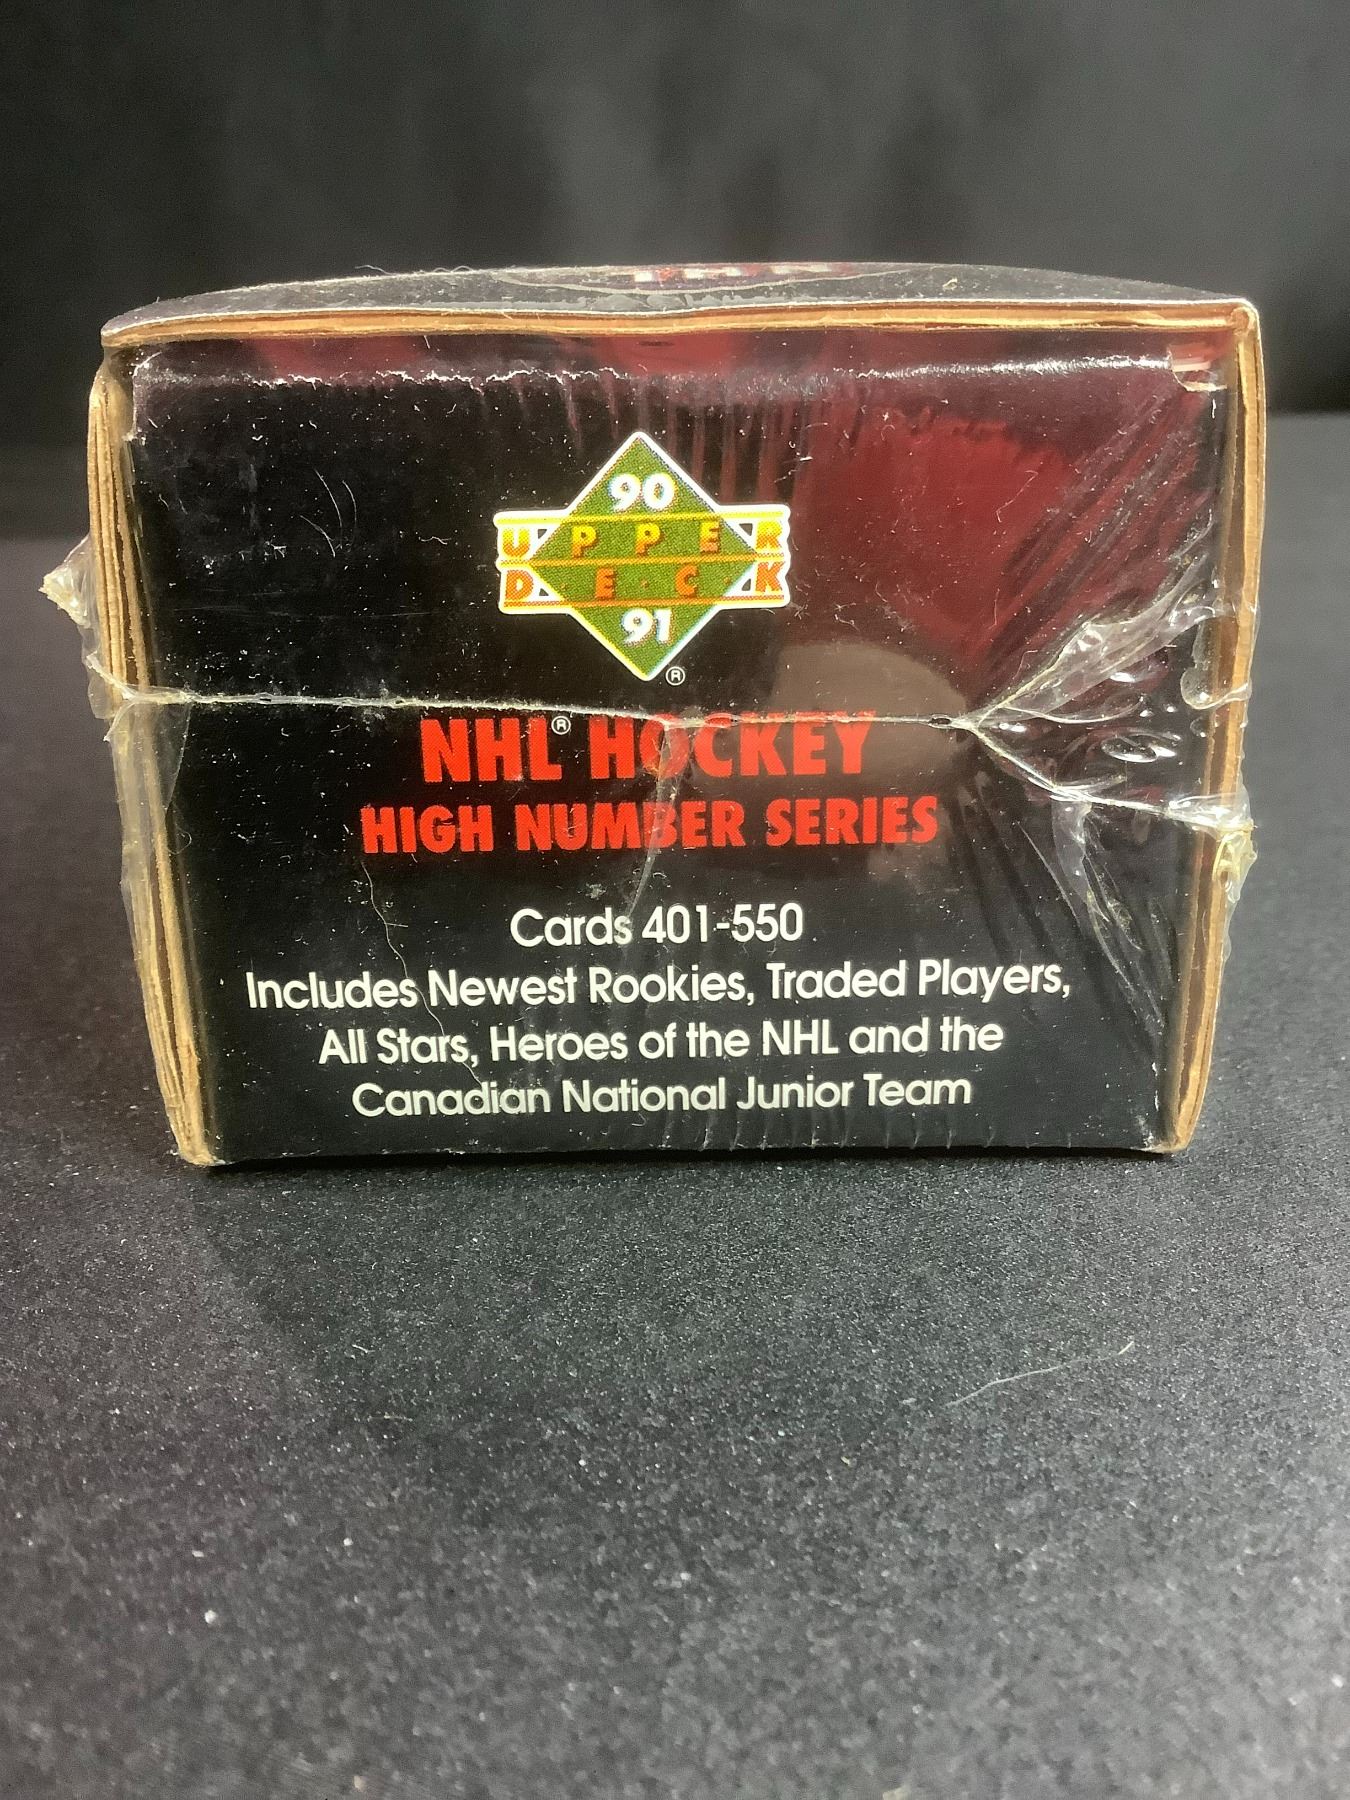 90
UPPER
D·E·C·K
91
®
NHL® HOCKEY
HIGH NUMBER SERIES
Cards 401-550
Includes Newest Rookies, Traded Players,
All Stars, Heroes of the NHL and the
Canadian National Junior Team